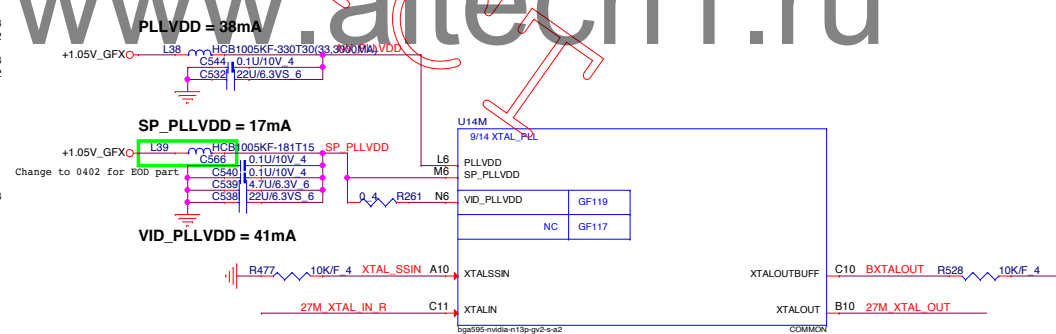 www.aitech1.ru
PLLVDD = 38mA
+1.05V_GFX
L38
HCB1005KF-330T30(33,3000MA)
C544
0.1U/10V_4
C532
22U/6.3VS_6
SP_PLLVDD = 17mA
+1.05V_GFX
L39
HCB1005KF-181T15
SP_PLLVDD
C566
0.1U/10V_4
Change to 0402 for EOD part
C540
0.1U/10V_4
C539
4.7U/6.3V_6
C538
22U/6.3VS_6
VID_PLLVDD = 41mA
U14M
9/14 XTAL_PLL
L6
PLLVDD
M6
SP_PLLVDD
0_4
R261
N6
VID_PLLVDD
GF119
NC
GF117
R477
10K/F_4
XTAL_SSIN
A10
XTALSSIN
XTALOUTBUFF
C10
BXTALOUT
R528
10K/F_4
27M_XTAL_IN_R
C11
XTALIN
XTALOUT
B10
27M_XTAL_OUT
bga595-nvidia-n13p-gv2-s-a2
COMMON